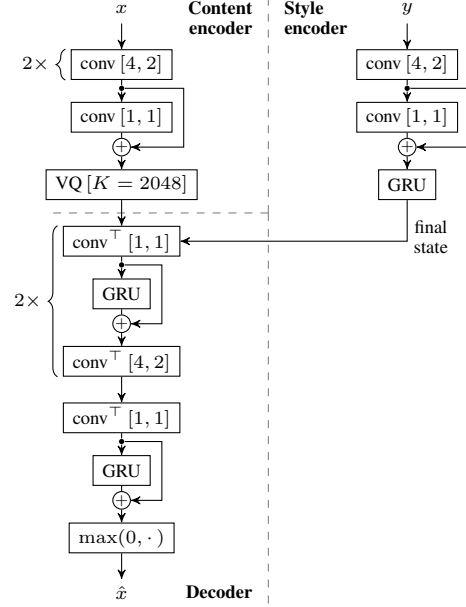 x Content encoder Style encoder y
2× conv [4, 2] conv [4, 2]
conv [1, 1] conv [1, 1]
+ +
VQ [K = 2048] GRU
conv⊤ [1, 1] final state
2× GRU
+
conv⊤ [4, 2]
conv⊤ [1, 1]
GRU
+
max(0, ·)
x̂ Decoder